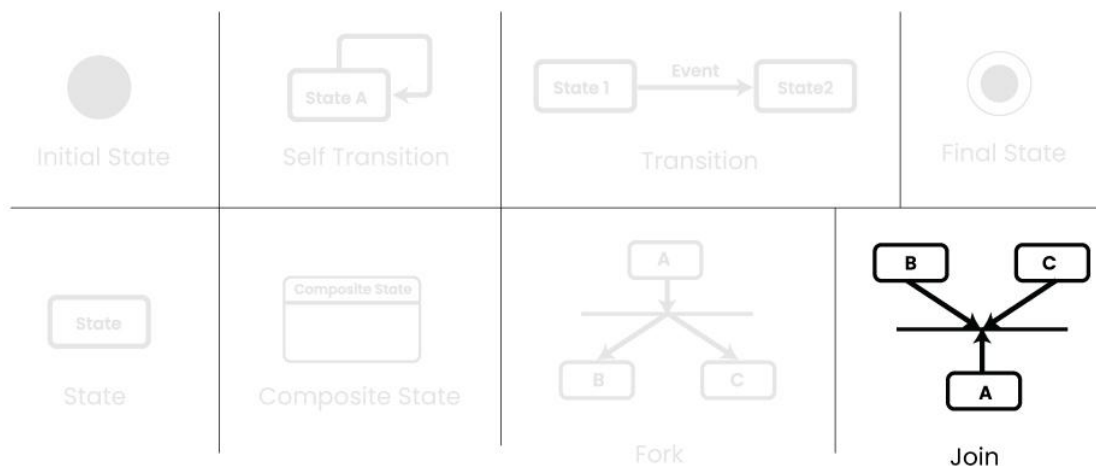 State A
Event
State 1
State2
Initial State
Self Transition
Transition
Final State
A
B
C
Composite State
State
B
C
A
State
Composite State
Fork
Join